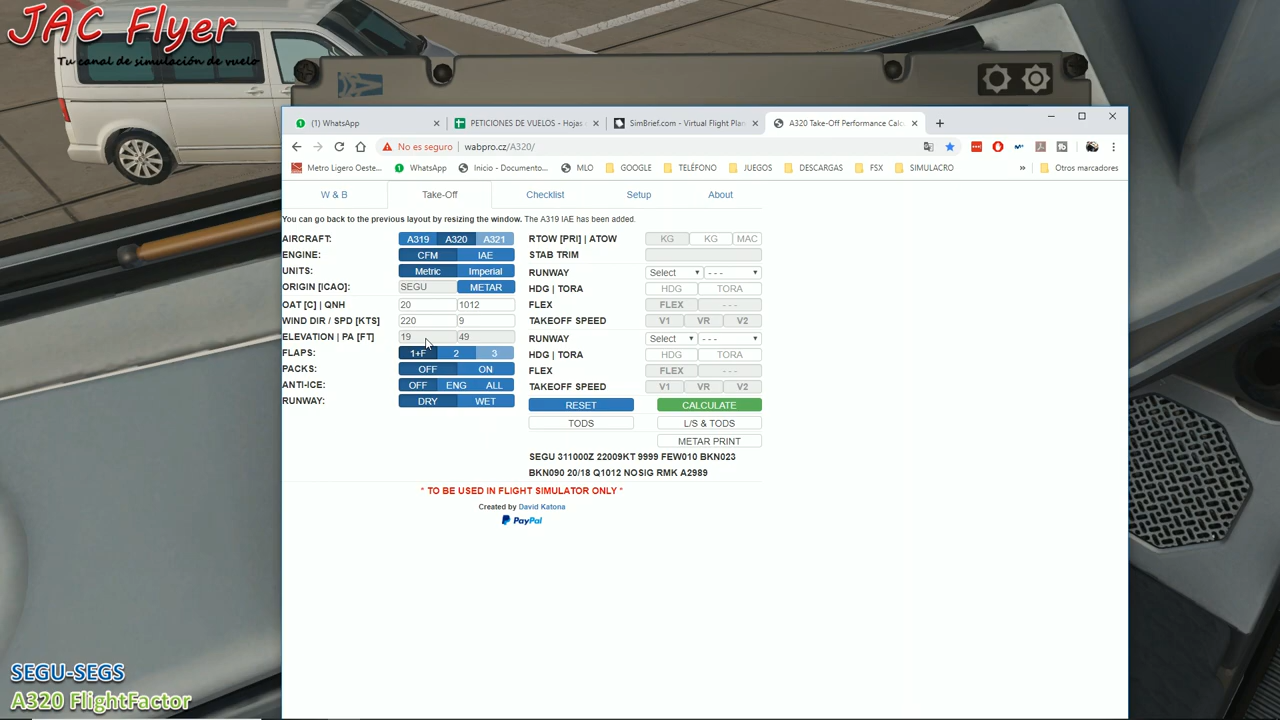 JAC Flyer
Tu canal de simulación de vuelo
(1) WhatsApp
PETICIONES DE VUELOS - Hojas
SimBrief.com - Virtual Flight Plan
A320 Take-Off Performance Calc
No es seguro | wabpro.cz/A320/
Metro Ligero Oeste... WhatsApp Inicio - Documento... MLO GOOGLE TELÉFONO JUEGOS DESCARGAS FSX SIMULACRO » Otros marcadores
W & B Take-Off Checklist Setup About
You can go back to the previous layout by resizing the window. The A319 IAE has been added.
AIRCRAFT: A319 A320 A321 RTOW [PRI] | ATOW KG KG MAC
ENGINE: CFM IAE STAB TRIM
UNITS: Metric Imperial RUNWAY Select - - -
ORIGIN [ICAO]: SEGU METAR HDG | TORA HDG TORA
OAT [C] | QNH 20 1012 FLEX FLEX - - -
WIND DIR / SPD [KTS] 220 9 TAKEOFF SPEED V1 VR V2
ELEVATION | PA [FT] 19 49 RUNWAY Select - - -
FLAPS: 1+F 2 3 HDG | TORA HDG TORA
PACKS: OFF ON FLEX FLEX - - -
ANTI-ICE: OFF ENG ALL TAKEOFF SPEED V1 VR V2
RUNWAY: DRY WET RESET CALCULATE
TODS L/S & TODS
METAR PRINT
SEGU 311000Z 22009KT 9999 FEW010 BKN023
BKN090 20/18 Q1012 NOSIG RMK A2989
* TO BE USED IN FLIGHT SIMULATOR ONLY *
Created by David Katona
PayPal
SEGU-SEGS
A320 FlightFactor